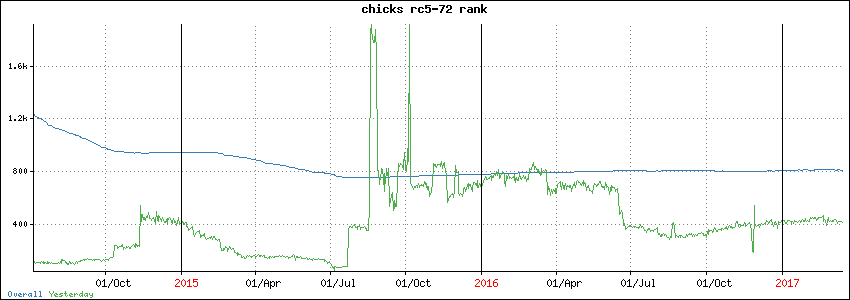 chicks rc5-72 rank
1.6k
1.2k
800
400
01/Oct 2015 01/Apr 01/Jul 01/Oct 2016 01/Apr 01/Jul 01/Oct 2017
Overall Yesterday